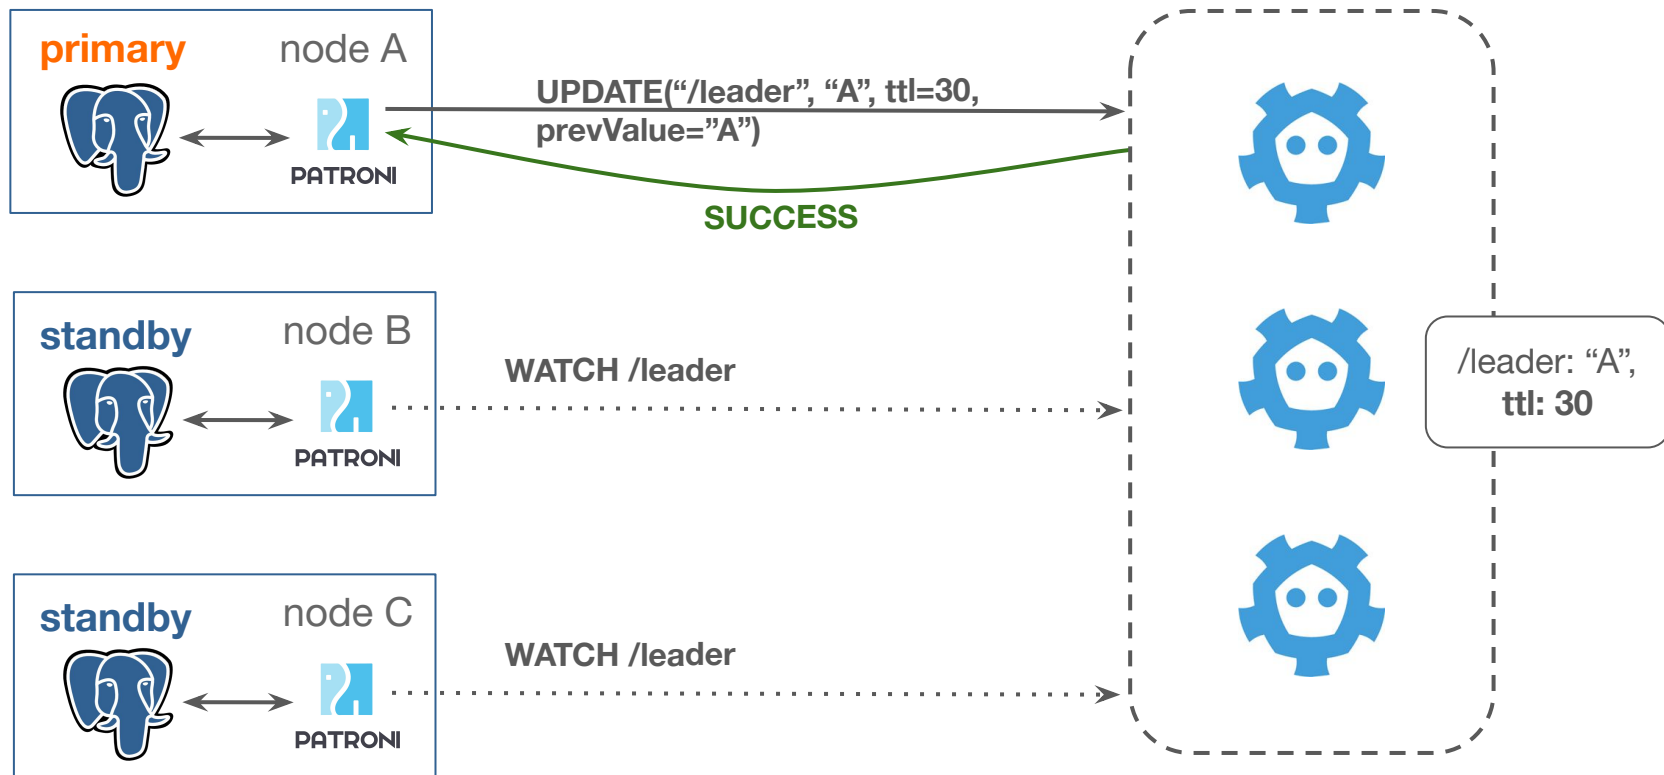 primary
node A
PATRONI
UPDATE(“/leader”, “A”, ttl=30,
prevValue=”A”)
SUCCESS
standby
node B
PATRONI
WATCH /leader
/leader: “A”,
ttl: 30
standby
node C
PATRONI
WATCH /leader